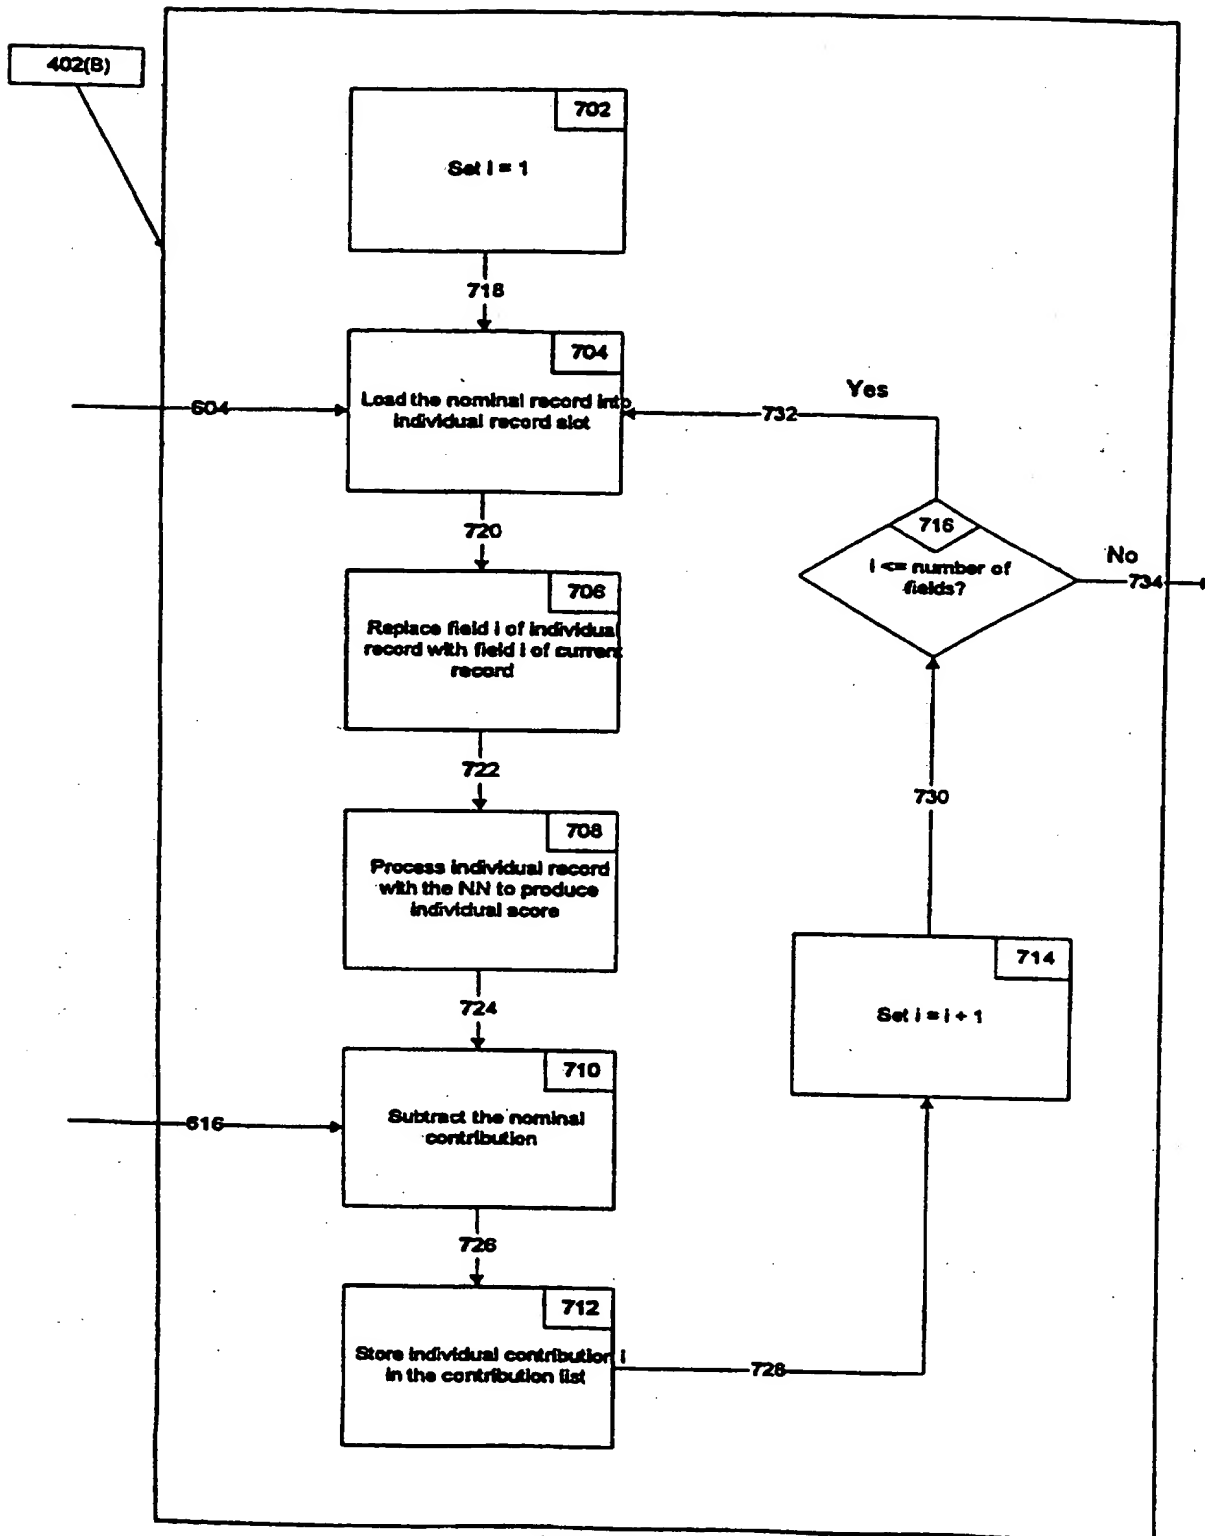 402(B)
702
Set i = 1
718
704
Load the nominal record into
individual record slot
604
Yes
732
720
716
i <= number of
fields?
No
734
706
Replace field i of individual
record with field i of current
record
722
730
708
Process individual record
with the NN to produce
individual score
724
714
Set i = i + 1
710
Subtract the nominal
contribution
616
726
712
Store individual contribution i
in the contribution list
728